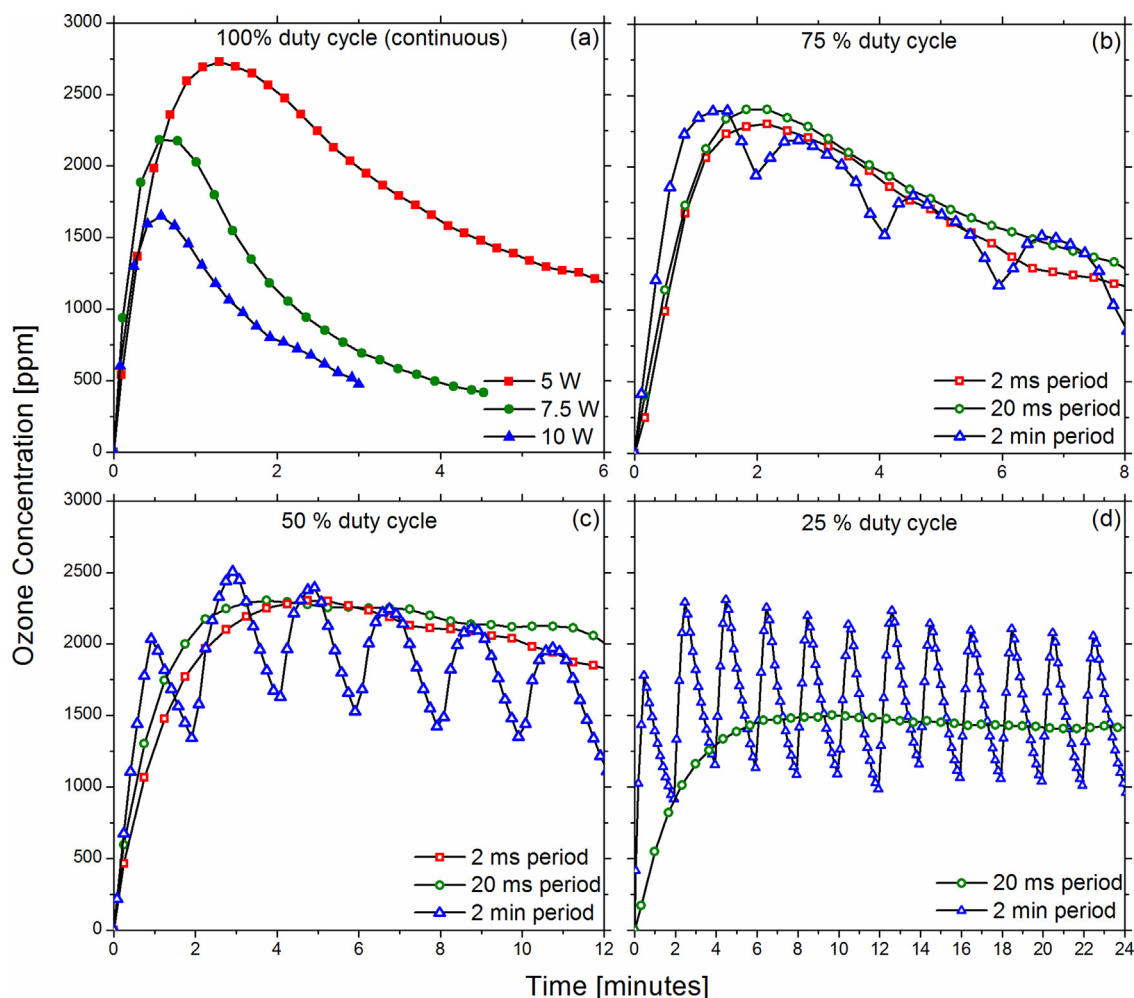 3000
2500
2000
1500
1000
500
0
100% duty cycle (continuous)
(a)
5 W
7.5 W
10 W
0
2
4
6
75 % duty cycle
(b)
2 ms period
20 ms period
2 min period
0
2
4
6
8
Ozone Concentration [ppm]
3000
2500
2000
1500
1000
500
0
50 % duty cycle
(c)
2 ms period
20 ms period
2 min period
0
2
4
6
8
10
12
25 % duty cycle
(d)
20 ms period
2 min period
0
2
4
6
8
10
12
14
16
18
20
22
24
Time [minutes]